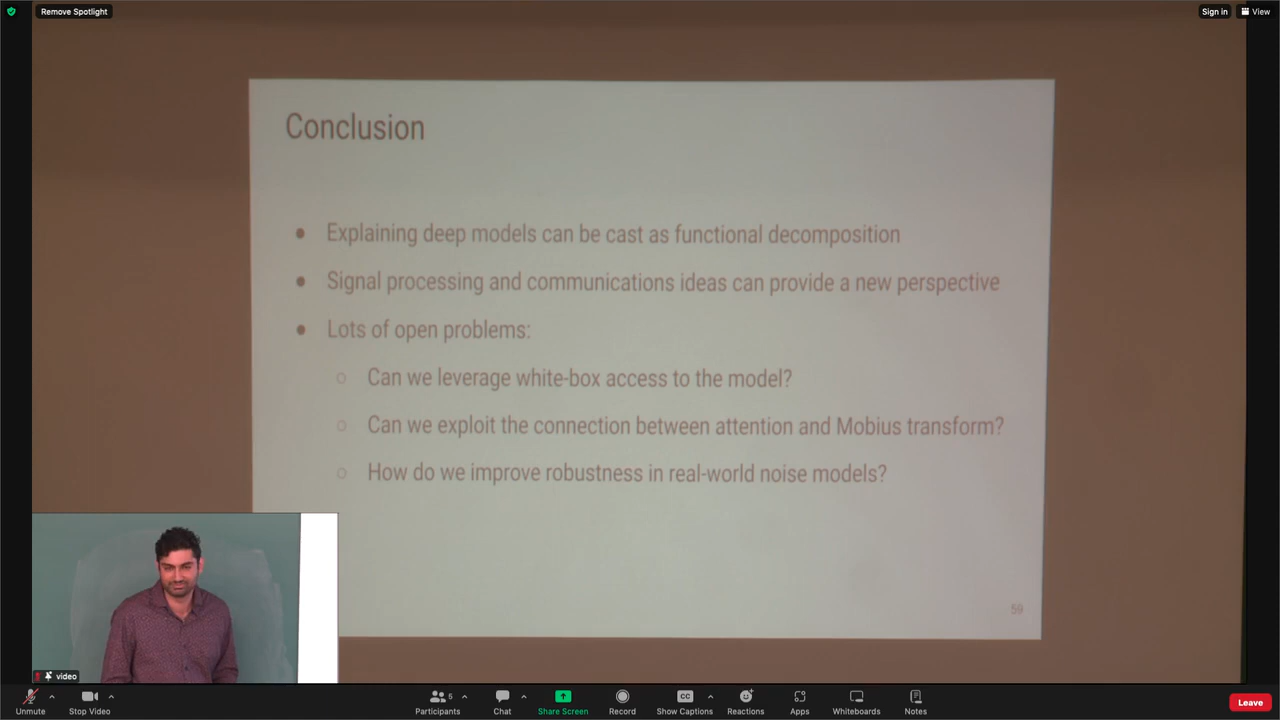 Remove Spotlight
Sign in
View
Conclusion
Explaining deep models can be cast as functional decomposition
Signal processing and communications ideas can provide a new perspective
Lots of open problems:
Can we leverage white-box access to the model?
Can we exploit the connection between attention and Mobius transform?
How do we improve robustness in real-world noise models?
59
video
Unmute
Stop Video
5
Participants
Chat
Share Screen
Record
CC
Show Captions
Reactions
Apps
Whiteboards
Notes
Leave